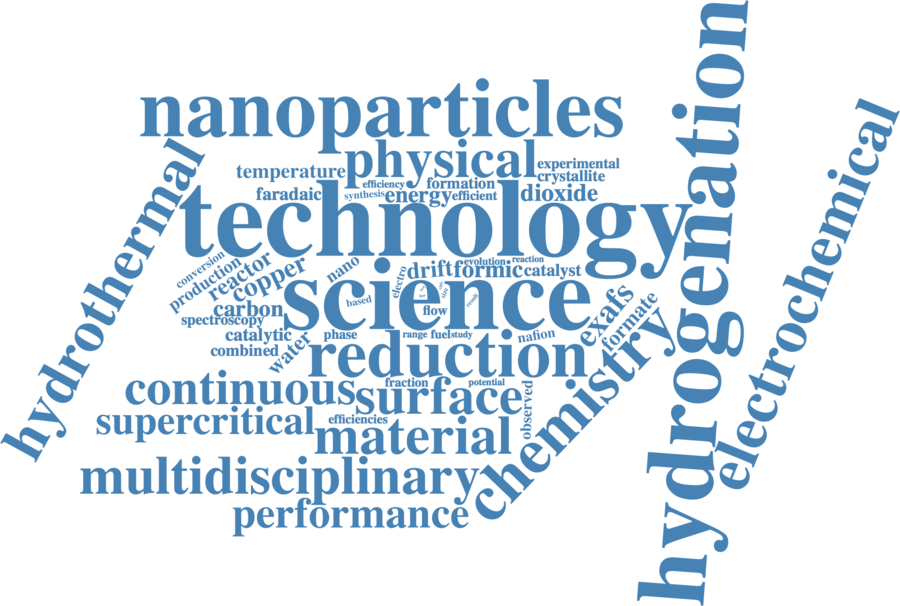 nanoparticles
physical
experimental
temperature
crystallite
efficiency
formation
faradaic
synthesis
energy
efficient
dioxide
hydrothermal
technology
hydrogenation
electrochemical
conversion
production
reactor
copper
nano
electro
drift
evolution
reaction
formic
catalyst
carbon
science
based
flow
result
exafs
formate
spectroscopy
catalytic
combined
water
phase
range
fuel
study
nafion
reduction
chemistry
continuous
fraction
surface
potential
observed
supercritical
efficiencies
material
multidisciplinary
performance